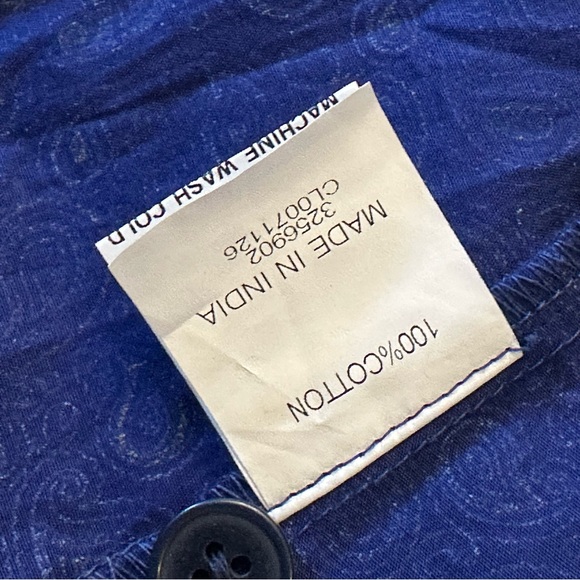 100%COTTON
MADE IN INDIA
3256902
CL0071126
MACHINE WASH COLD